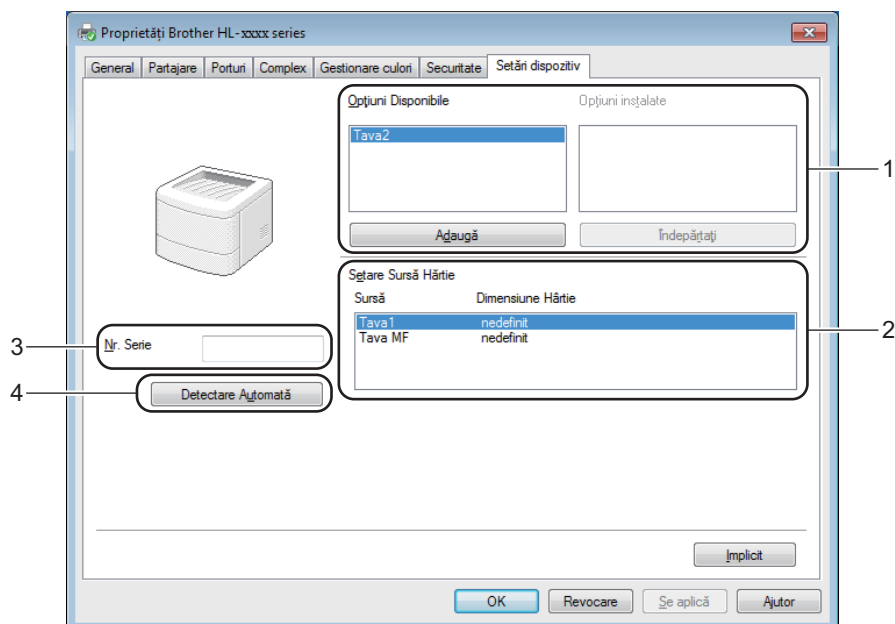 Proprietăți Brother HL-xxxx series
General Partajare Porturi Complex Gestionare culori Securitate Setări dispozitiv
Opțiuni Disponibile Opțiuni instalate
Tava2
1
Adaugă Îndepărtați
Setare Sursă Hârtie
Sursă Dimensiune Hârtie
Tava1 nedefinit
Tava MF nedefinit
2
3 Nr. Serie
4 Detectare Automată
Implicit
OK Revocare Se aplică Ajutor